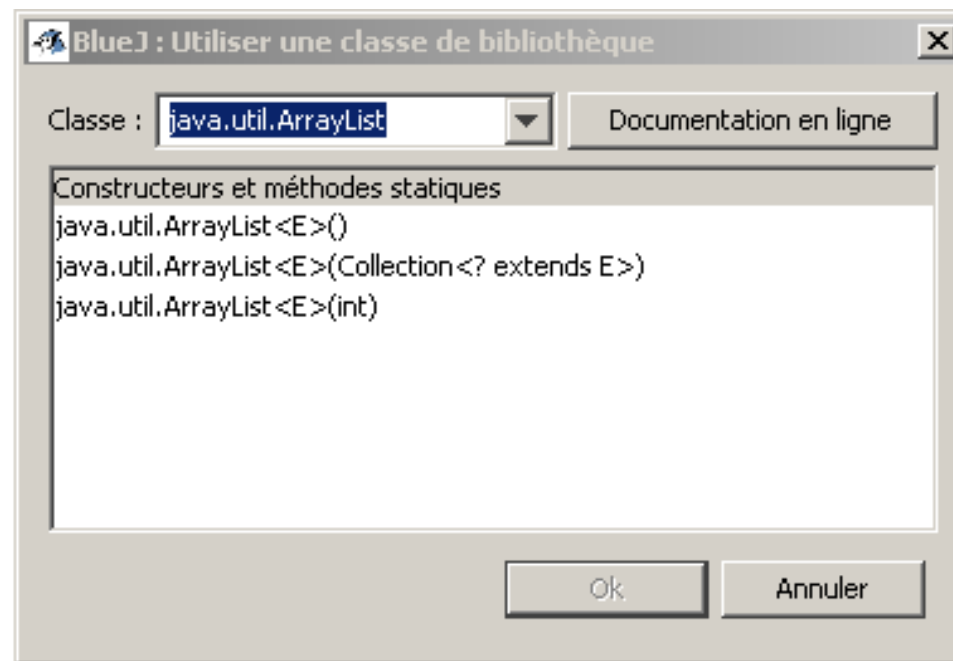 BlueJ : Utiliser une classe de bibliothèque
Classe : java.util.ArrayList Documentation en ligne
Constructeurs et méthodes statiques
java.util.ArrayList<E>()
java.util.ArrayList<E>(Collection<? extends E>)
java.util.ArrayList<E>(int)
Ok Annuler